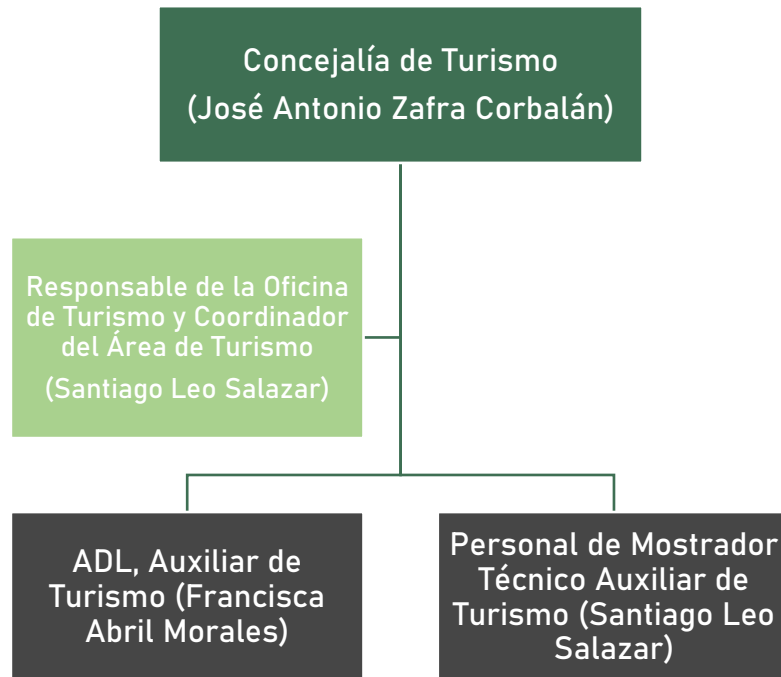 Concejalía de Turismo
(José Antonio Zafra Corbalán)
Responsable de la Oficina
de Turismo y Coordinador
del Área de Turismo
(Santiago Leo Salazar)
ADL, Auxiliar de
Turismo (Francisca
Abril Morales)
Personal de Mostrador
Técnico Auxiliar de
Turismo (Santiago Leo
Salazar)